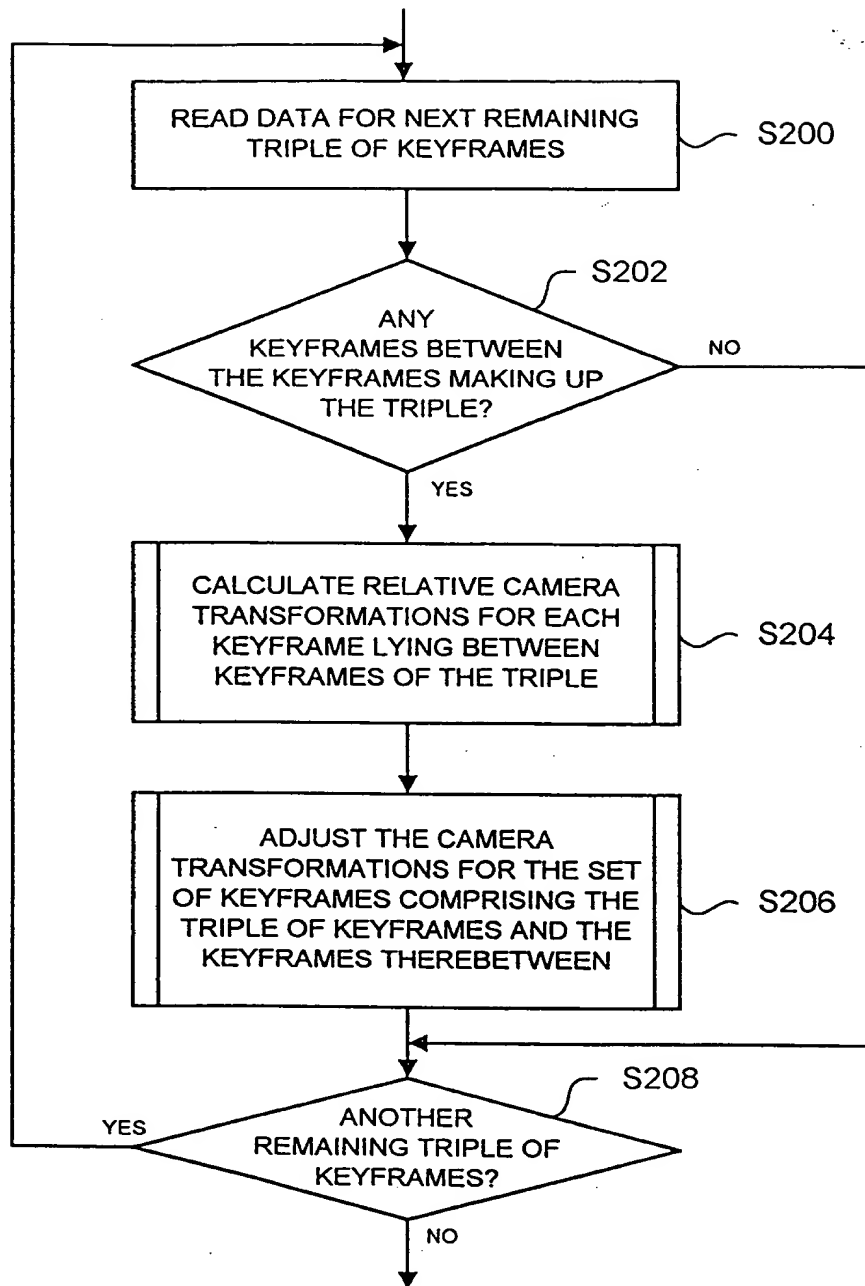 READ DATA FOR NEXT REMAINING
TRIPLE OF KEYFRAMES
S200
S202
ANY
KEYFRAMES BETWEEN
THE KEYFRAMES MAKING UP
THE TRIPLE?
NO
YES
CALCULATE RELATIVE CAMERA
TRANSFORMATIONS FOR EACH
KEYFRAME LYING BETWEEN
KEYFRAMES OF THE TRIPLE
S204
ADJUST THE CAMERA
TRANSFORMATIONS FOR THE SET
OF KEYFRAMES COMPRISING THE
TRIPLE OF KEYFRAMES AND THE
KEYFRAMES THEREBETWEEN
S206
S208
YES
ANOTHER
REMAINING TRIPLE OF
KEYFRAMES?
NO